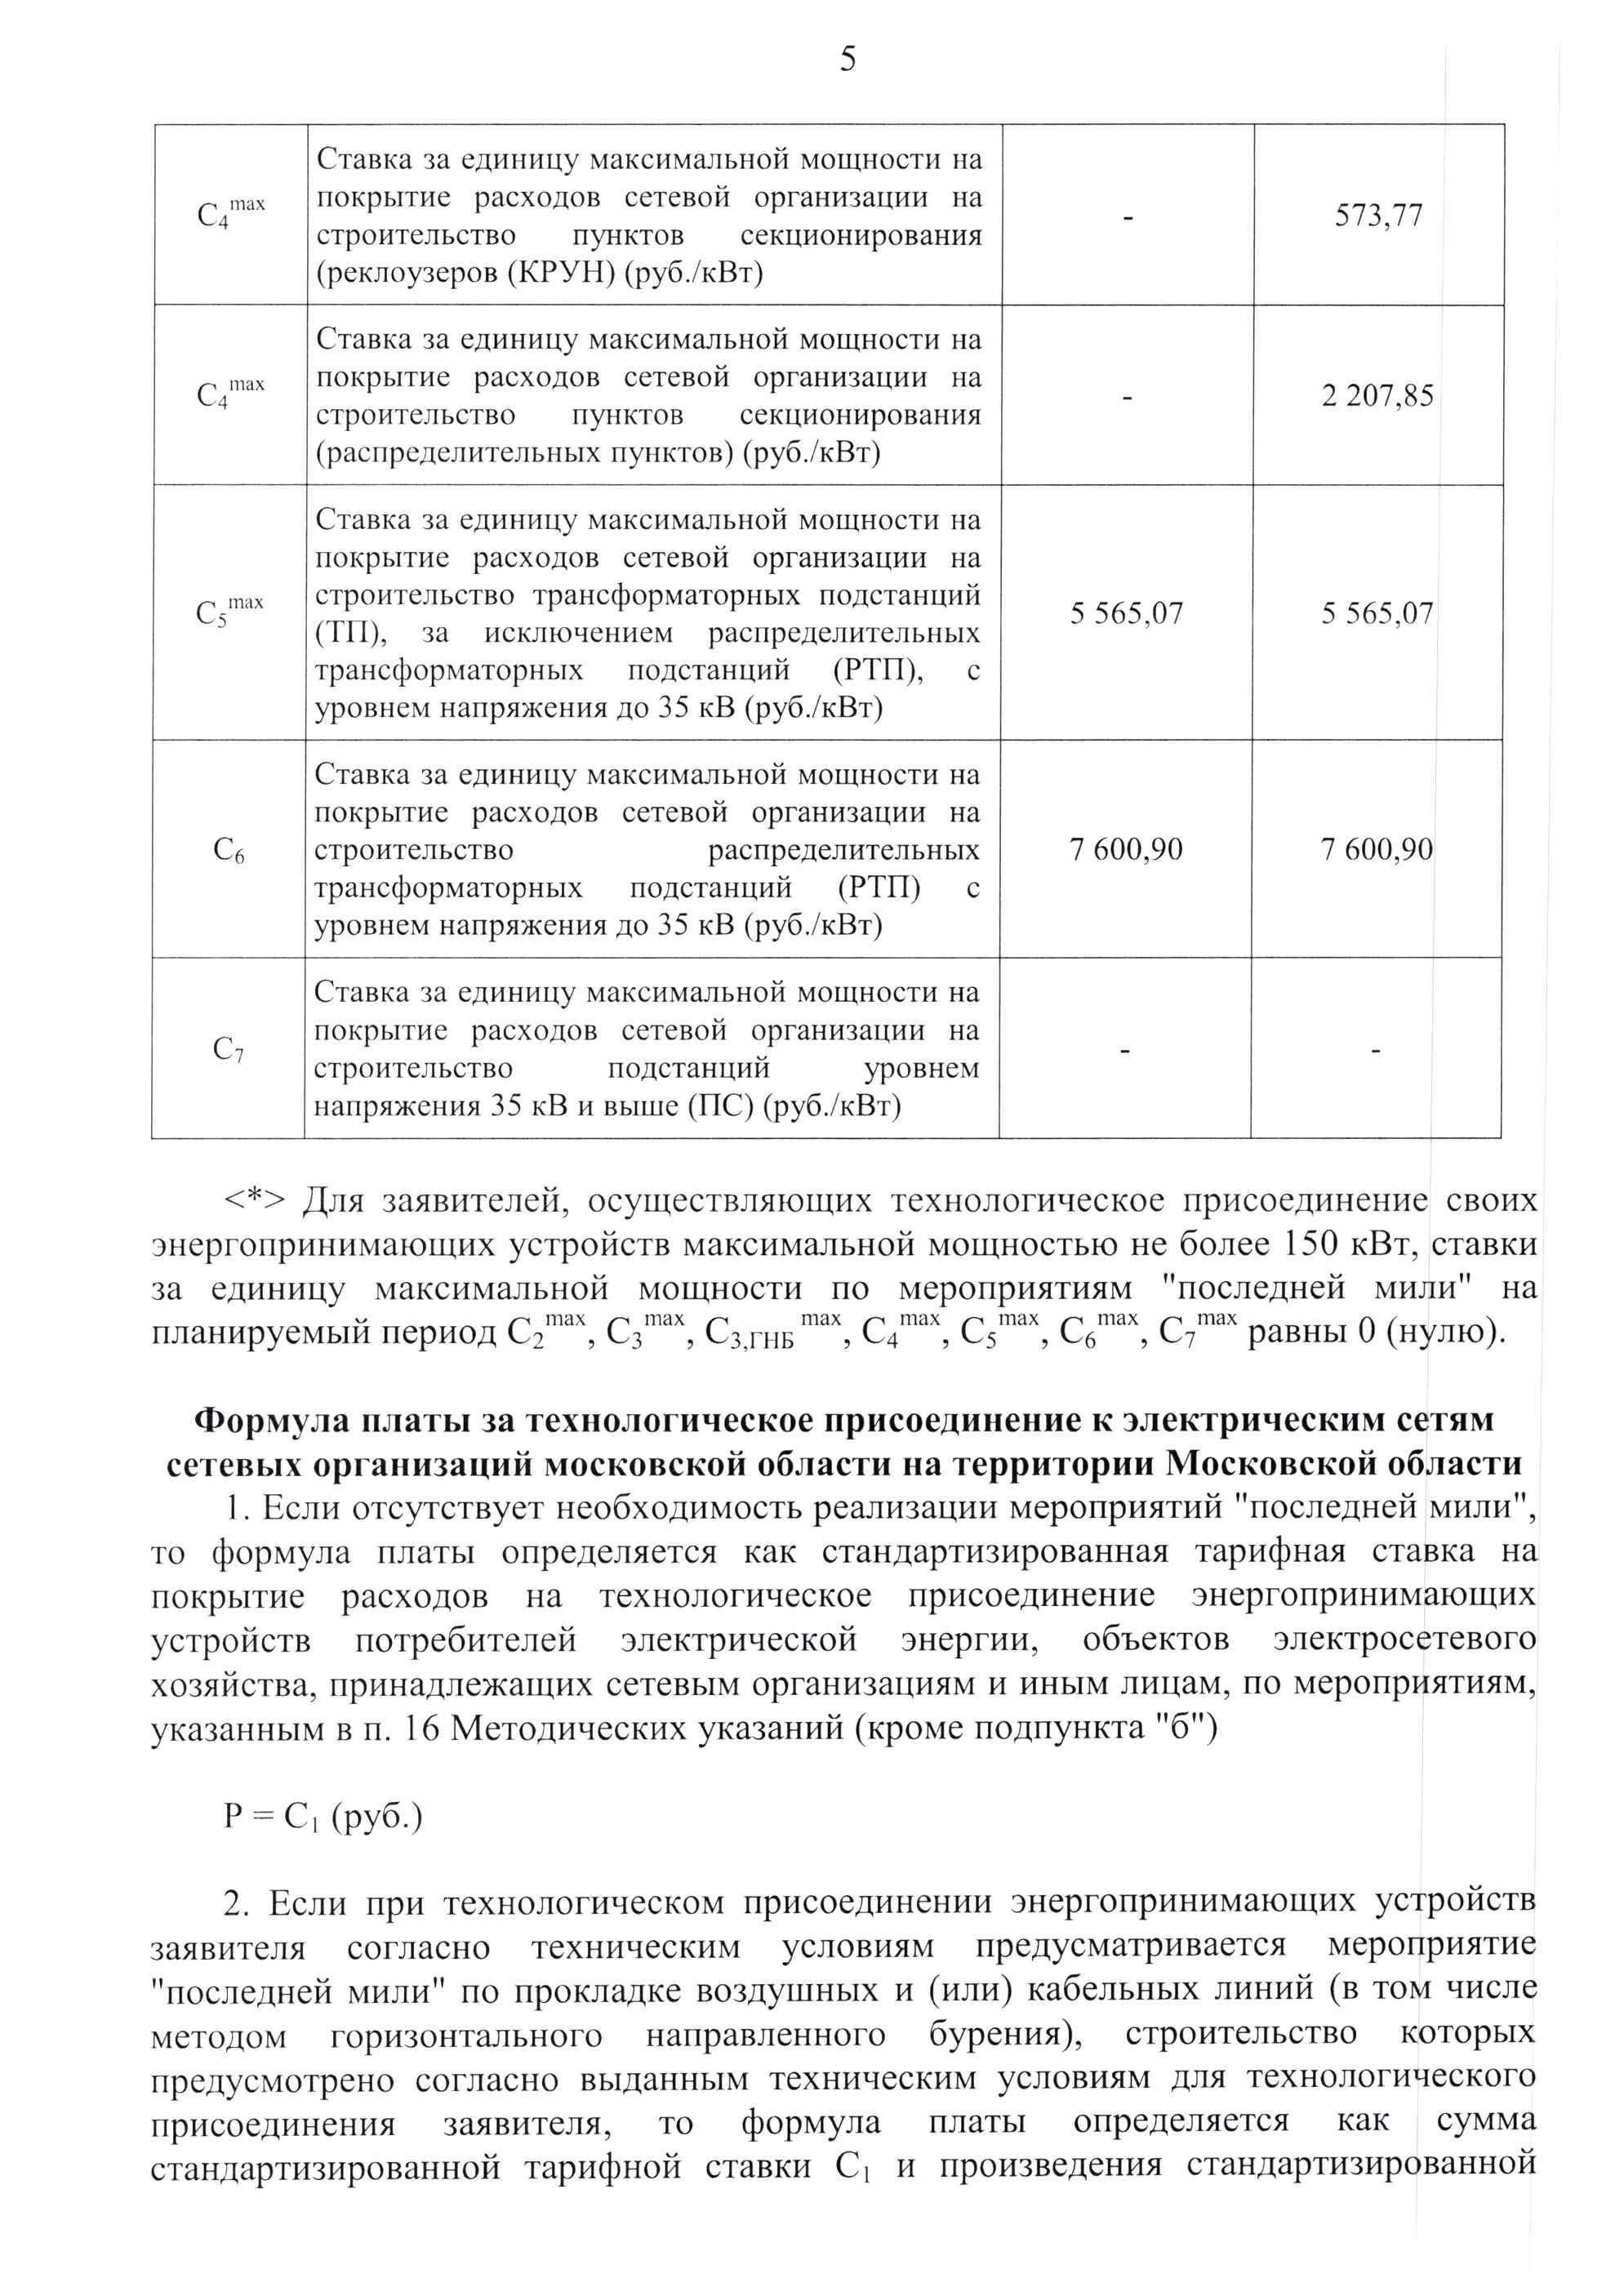 5
C₄ᵐᵃˣ
Ставка за единицу максимальной мощности на
покрытие расходов сетевой организации на
строительство пунктов секционирования
(реклоузеров (КРУН) (руб./кВт)
-
573,77
C₄ᵐᵃˣ
Ставка за единицу максимальной мощности на
покрытие расходов сетевой организации на
строительство пунктов секционирования
(распределительных пунктов) (руб./кВт)
-
2 207,85
C₅ᵐᵃˣ
Ставка за единицу максимальной мощности на
покрытие расходов сетевой организации на
строительство трансформаторных подстанций
(ТП), за исключением распределительных
трансформаторных подстанций (РТП), с
уровнем напряжения до 35 кВ (руб./кВт)
5 565,07
5 565,07
C₆
Ставка за единицу максимальной мощности на
покрытие расходов сетевой организации на
строительство распределительных
трансформаторных подстанций (РТП) с
уровнем напряжения до 35 кВ (руб./кВт)
7 600,90
7 600,90
C₇
Ставка за единицу максимальной мощности на
покрытие расходов сетевой организации на
строительство подстанций уровнем
напряжения 35 кВ и выше (ПС) (руб./кВт)
-
-
<*> Для заявителей, осуществляющих технологическое присоединение своих
энергопринимающих устройств максимальной мощностью не более 150 кВт, ставки
за единицу максимальной мощности по мероприятиям "последней мили" на
планируемый период C₂ᵐᵃˣ, C₃ᵐᵃˣ, C₃,ГНБ ᵐᵃˣ, C₄ᵐᵃˣ, C₅ᵐᵃˣ, C₆ᵐᵃˣ, C₇ᵐᵃˣ равны 0 (нулю).
Формула платы за технологическое присоединение к электрическим сетям
сетевых организаций московской области на территории Московской области
1. Если отсутствует необходимость реализации мероприятий "последней мили",
то формула платы определяется как стандартизированная тарифная ставка на
покрытие расходов на технологическое присоединение энергопринимающих
устройств потребителей электрической энергии, объектов электросетевого
хозяйства, принадлежащих сетевым организациям и иным лицам, по мероприятиям,
указанным в п. 16 Методических указаний (кроме подпункта "б")
P = C₁ (руб.)
2. Если при технологическом присоединении энергопринимающих устройств
заявителя согласно техническим условиям предусматривается мероприятие
"последней мили" по прокладке воздушных и (или) кабельных линий (в том числе
методом горизонтального направленного бурения), строительство которых
предусмотрено согласно выданным техническим условиям для технологического
присоединения заявителя, то формула платы определяется как сумма
стандартизированной тарифной ставки C₁ и произведения стандартизированной